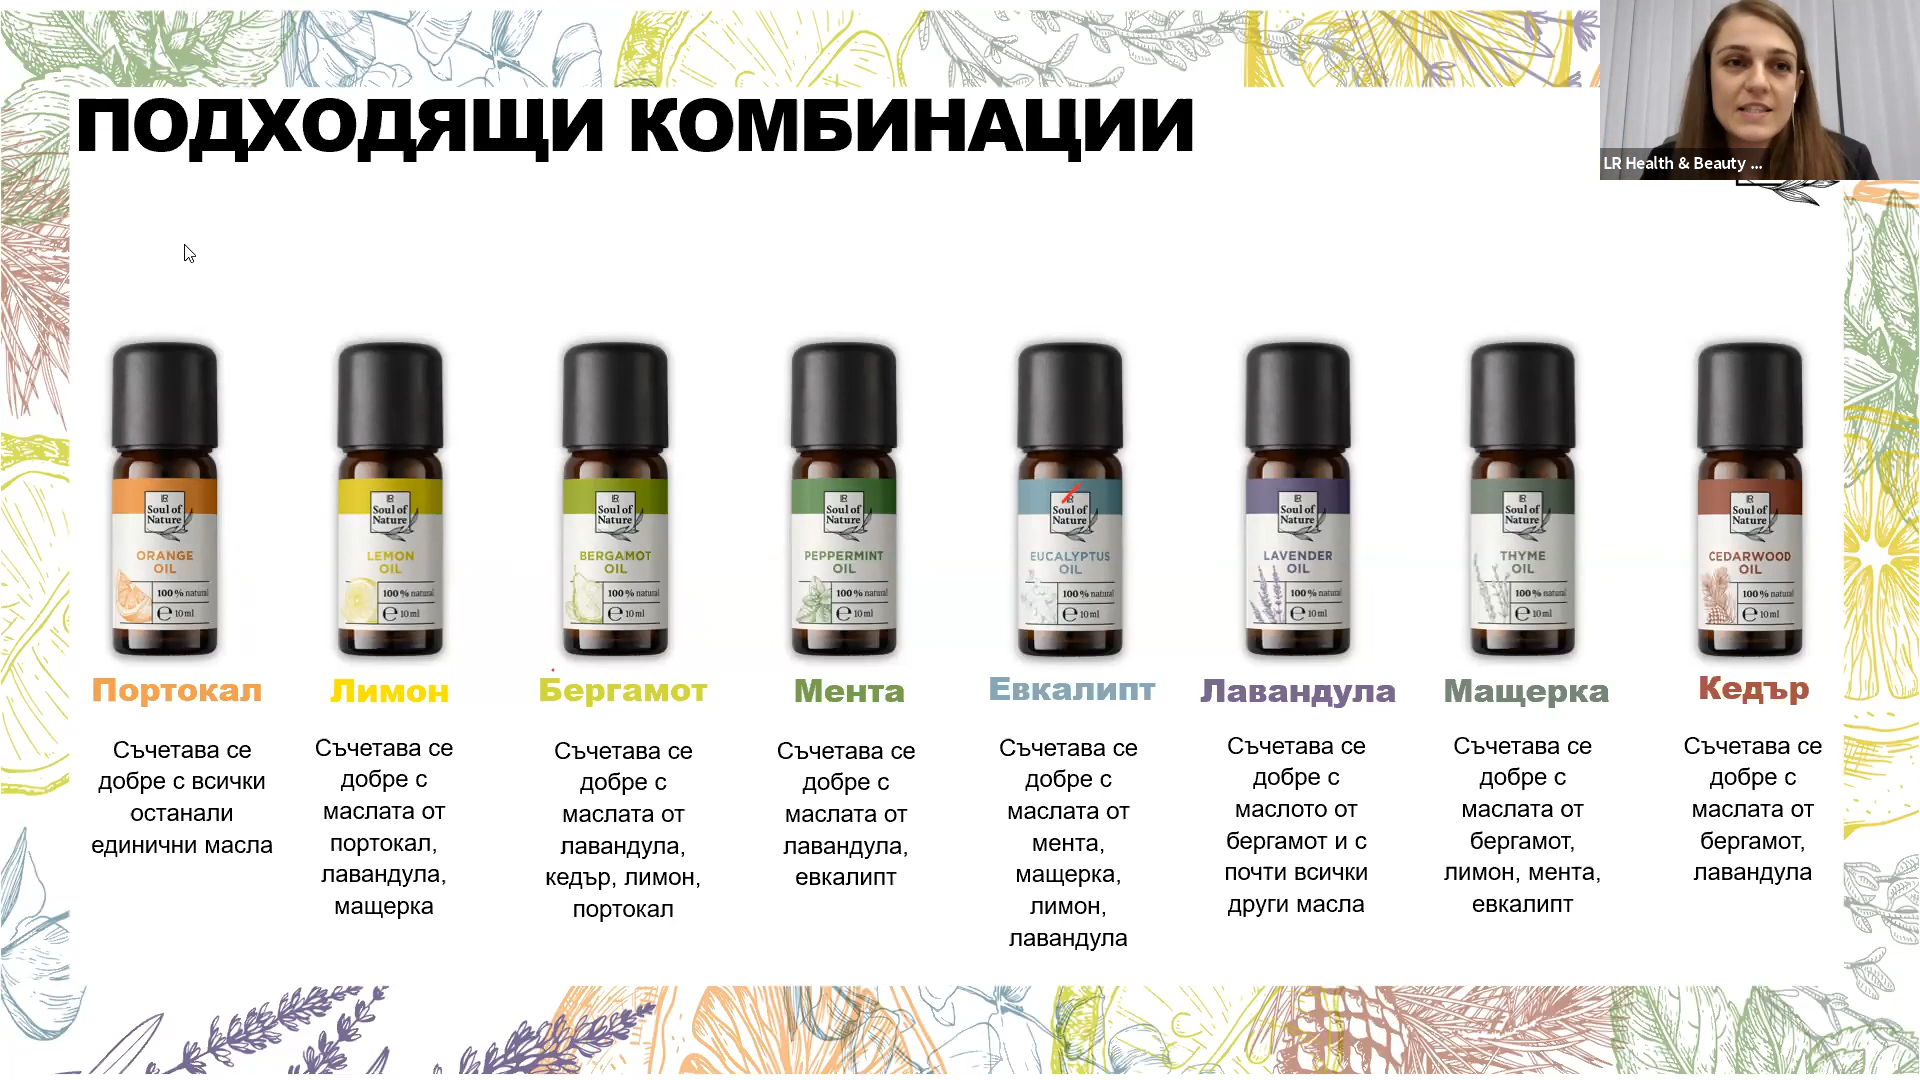 ПОДХОДЯЩИ КОМБИНАЦИИ
LR Health & Beauty ...
LR
Soul of
Nature
ORANGE
OIL
100 % natural
e 10 ml
LR
Soul of
Nature
LEMON
OIL
100 % natural
e 10 ml
LR
Soul of
Nature
BERGAMOT
OIL
100 % natural
e 10 ml
LR
Soul of
Nature
PEPPERMINT
OIL
100 % natural
e 10 ml
LR
Soul of
Nature
EUCALYPTUS
OIL
100 % natural
e 10 ml
LR
Soul of
Nature
LAVENDER
OIL
100 % natural
e 10 ml
LR
Soul of
Nature
THYME
OIL
100 % natural
e 10 ml
LR
Soul of
Nature
CEDARWOOD
OIL
100 % natural
e 10 ml
Портокал
Съчетава се
добре с всички
останали
единични масла
Лимон
Съчетава се
добре с
маслата от
портокал,
лавандула,
мащерка
Бергамот
Съчетава се
добре с
маслата от
лавандула,
кедър, лимон,
портокал
Мента
Съчетава се
добре с
маслата от
лавандула,
евкалипт
Евкалипт
Съчетава се
добре с
маслата от
мента,
мащерка,
лимон,
лавандула
Лавандула
Съчетава се
добре с
маслото от
бергамот и с
почти всички
други масла
Мащерка
Съчетава се
добре с
маслата от
бергамот,
лимон, мента,
евкалипт
Кедър
Съчетава се
добре с
маслата от
бергамот,
лавандула